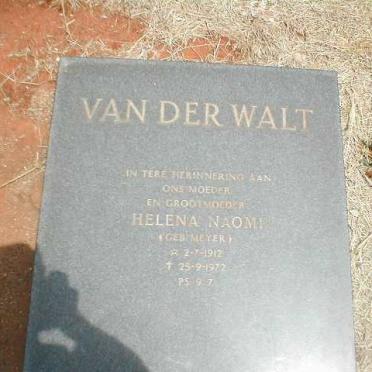 VAN DER WALT
IN TERE HERINNERING AAN
ONS MOEDER
EN GROOTMOEDER
HELENA NAOMI
(GEB MEYER)
☆ 2-7-1912
† 25-9-1972
PS 9 7